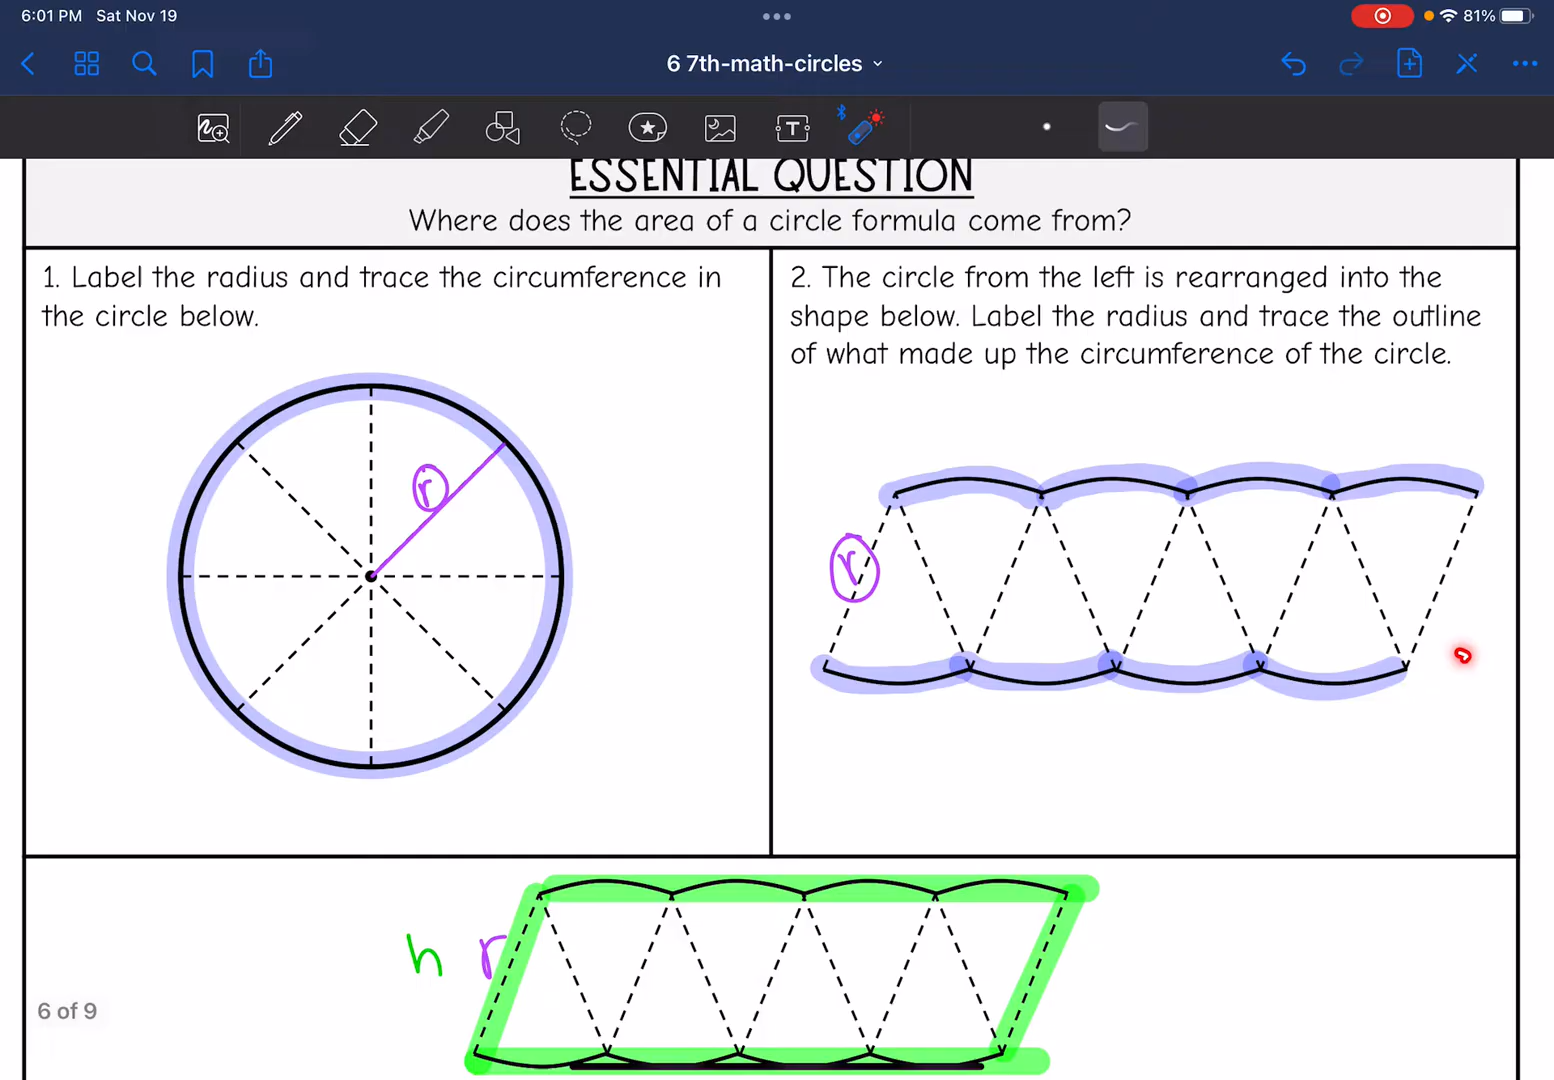 6:01 PM Sat Nov 19
81%
6 7th-math-circles
T
ESSENTIAL QUESTION
Where does the area of a circle formula come from?
1. Label the radius and trace the circumference in
the circle below.
r
2. The circle from the left is rearranged into the
shape below. Label the radius and trace the outline
of what made up the circumference of the circle.
r
h r
6 of 9